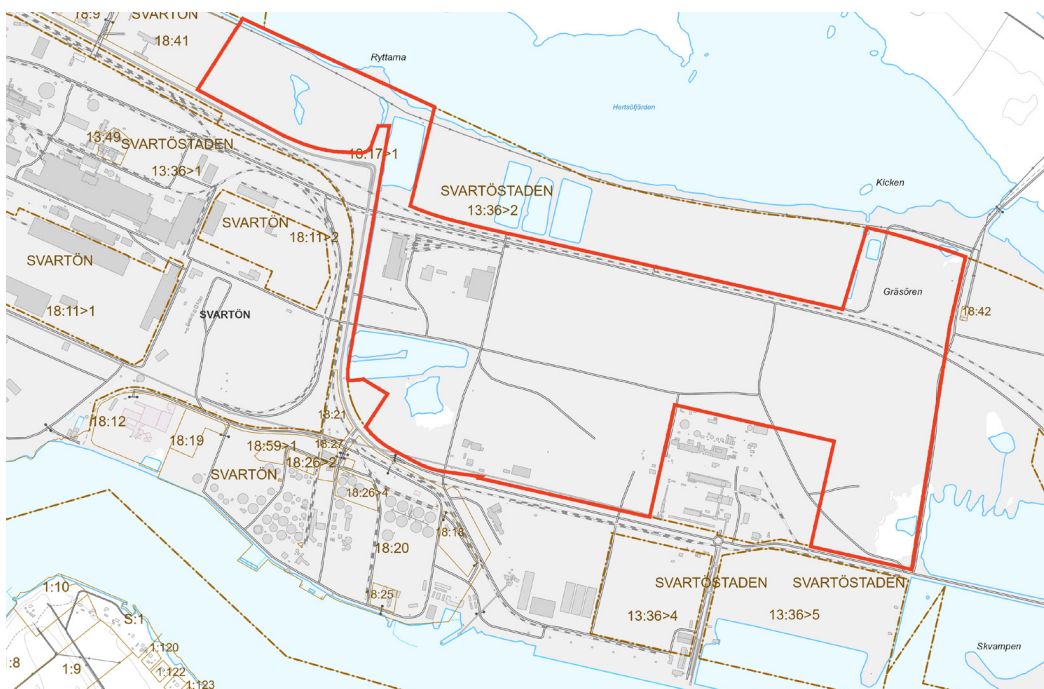 18:9
SVARTÖN
18:41
Ryttarna
Hertsöfjärden
13:49
SVARTÖSTADEN
13:36>1
18:17>1
SVARTÖSTADEN
13:36>2
Kicken
SVARTÖN
18:11>2
SVARTÖN
18:11>1
SVARTÖN
Gräsören
18:42
18:12
18:19
18:21
18:27
18:59>1
18:26>2
SVARTÖN
18:26>4
18:18
18:20
18:25
SVARTÖSTADEN
13:36>4
SVARTÖSTADEN
13:36>5
1:10
S:1
:8
1:9
1:120
1:122
1:123
Skvampen